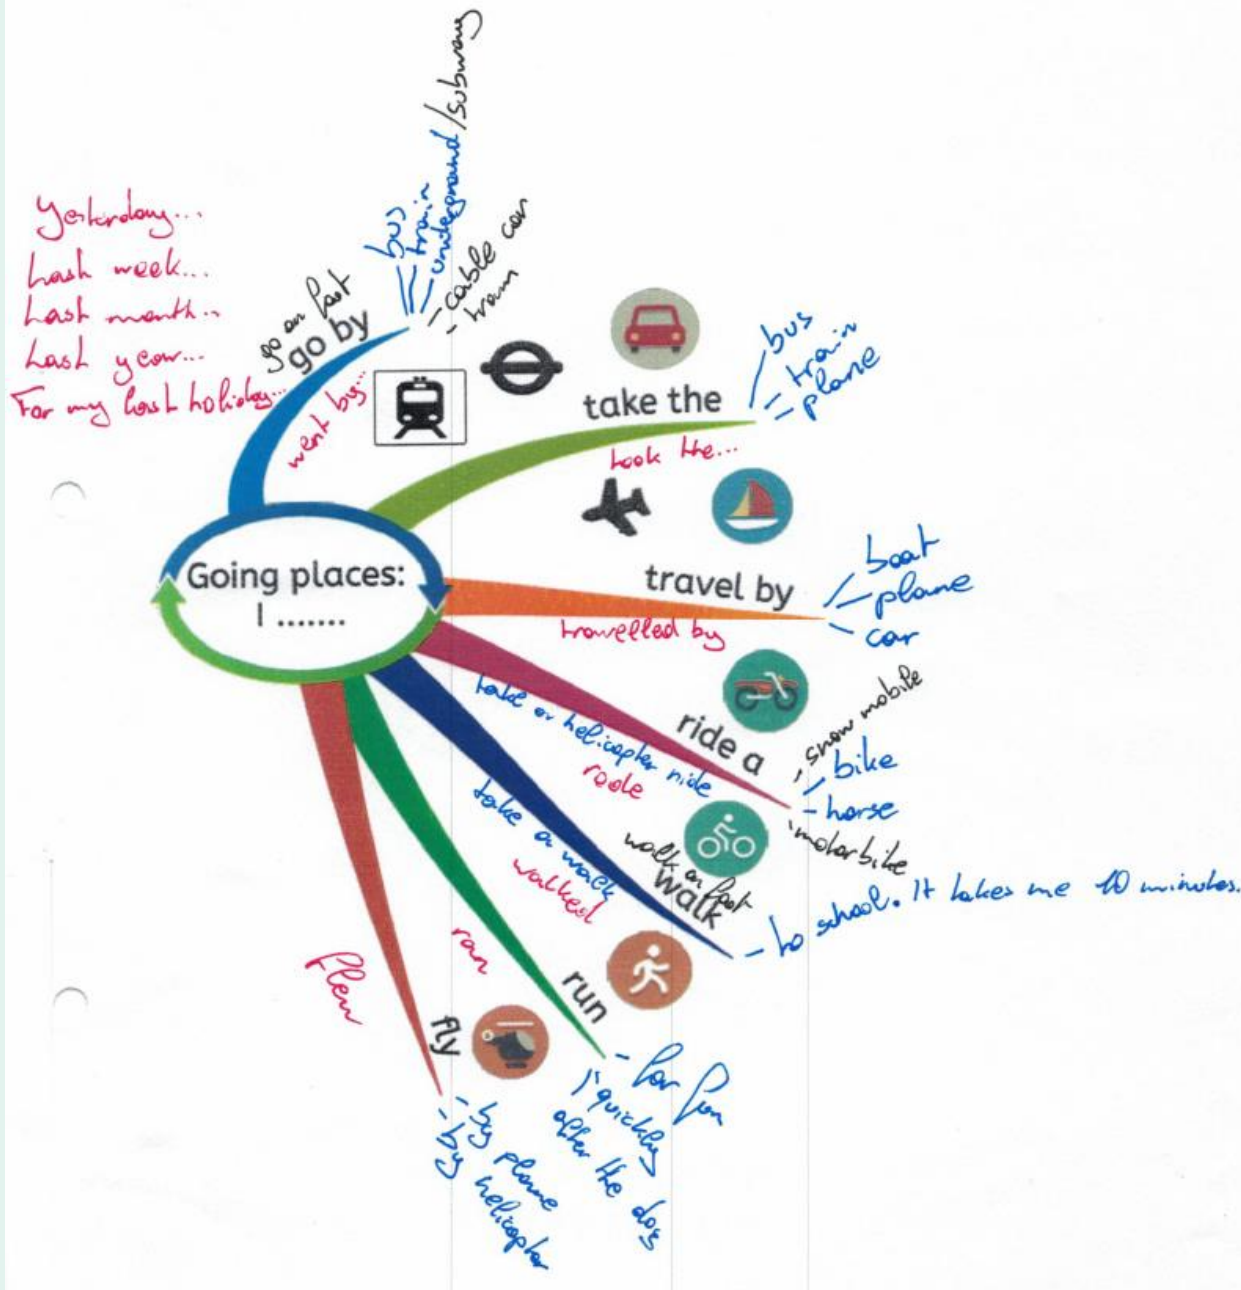 Yesterday...
Last week...
Last month...
Last year...
For my last holiday...
go on foot
go by
went by...
bus
train
underground /subway
- cable car
- tram
take the
took the...
bus
train
plane
Going places:
I .......
travel by
travelled by
boat
plane
car
ride a
take a helicopter ride
rode
snow mobile
bike
horse
motorbike
walk on foot
walk
take a walk
walked
- to school. It takes me 10 minutes.
run
ran
- for fun
quickly
after the dog
fly
flew
- by plane
- by helicopter